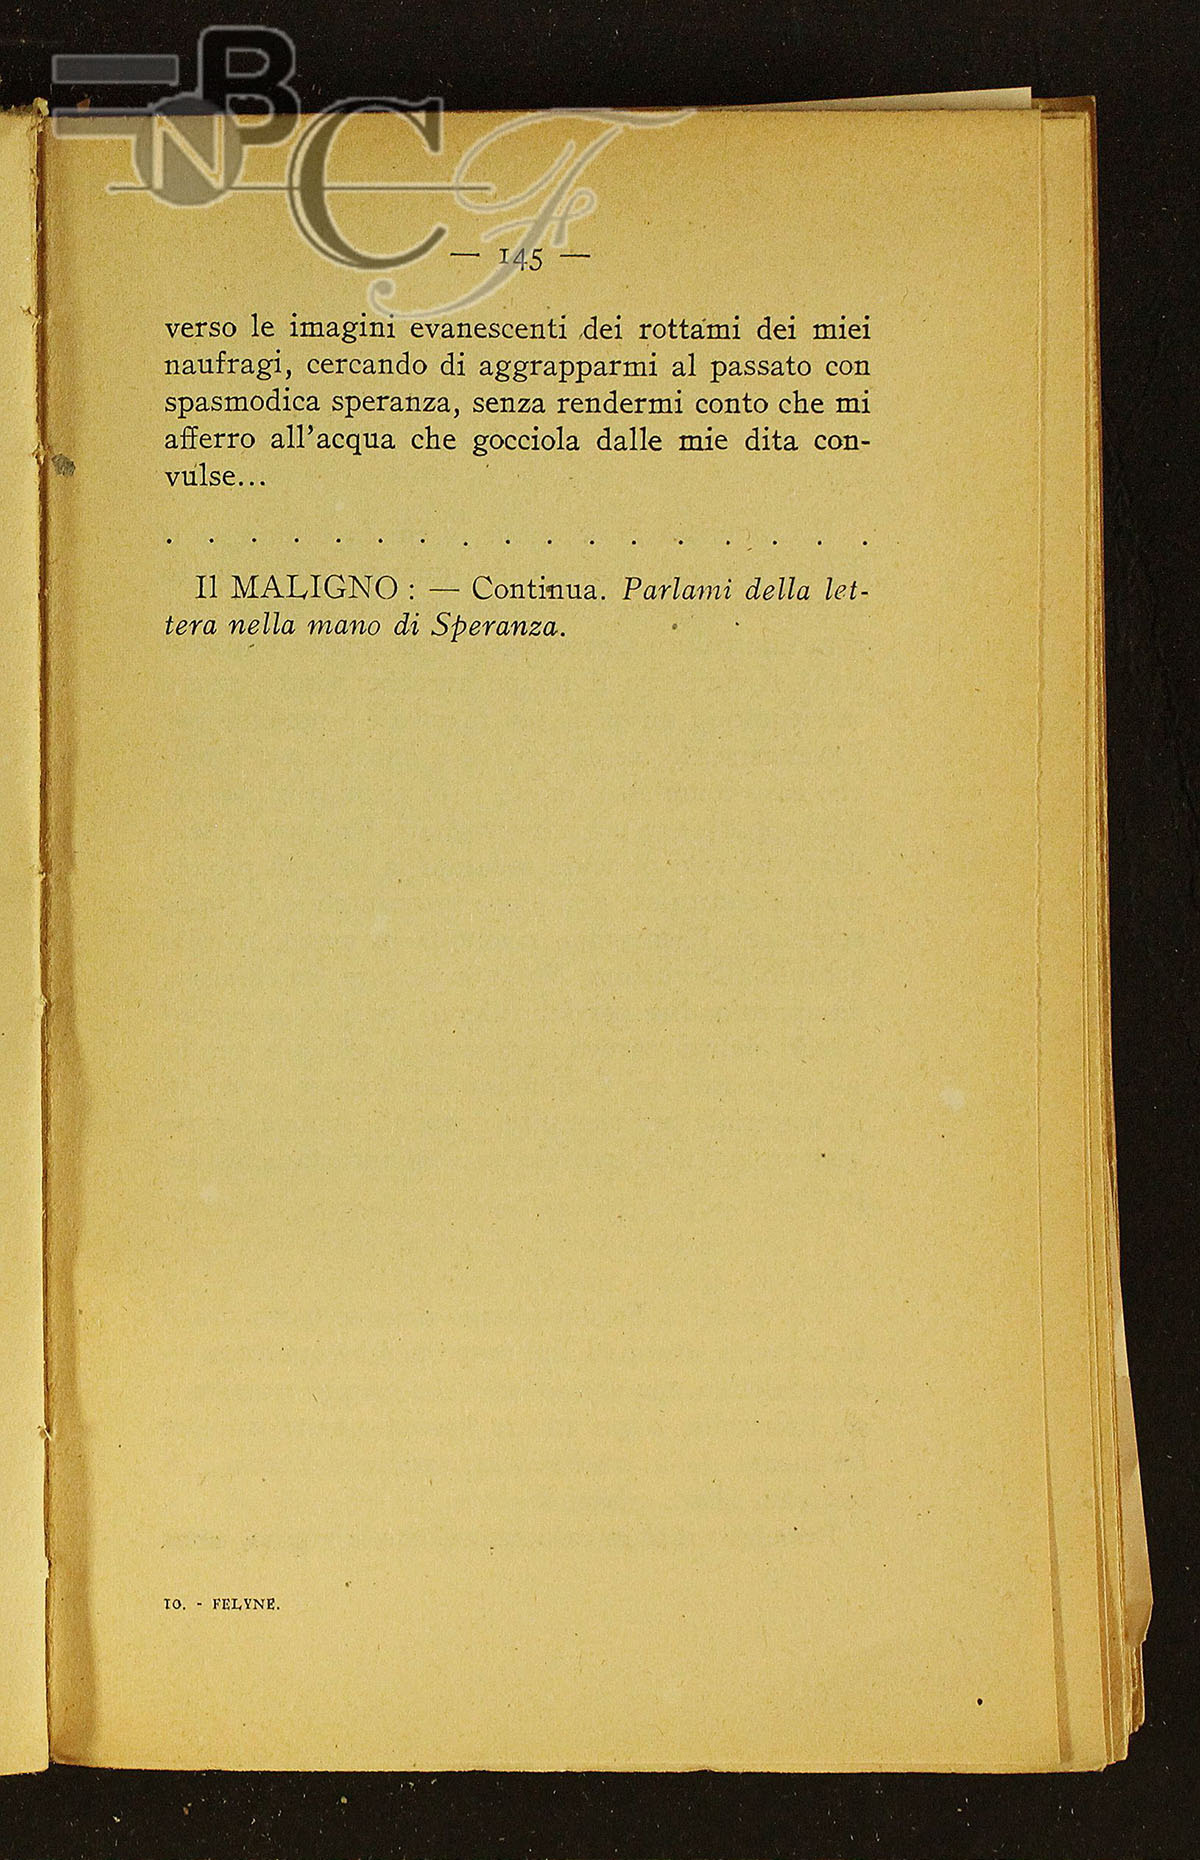 BNCF
— 145 —
verso le imagini evanescenti dei rottami dei miei
naufragi, cercando di aggrapparmi al passato con
spasmodica speranza, senza rendermi conto che mi
afferro all'acqua che gocciola dalle mie dita con-
vulse...
. . . . . . . . . . . . . . . . .
Il MALIGNO : — Continua. Parlami della let-
tera nella mano di Speranza.
10. - FELYNE.